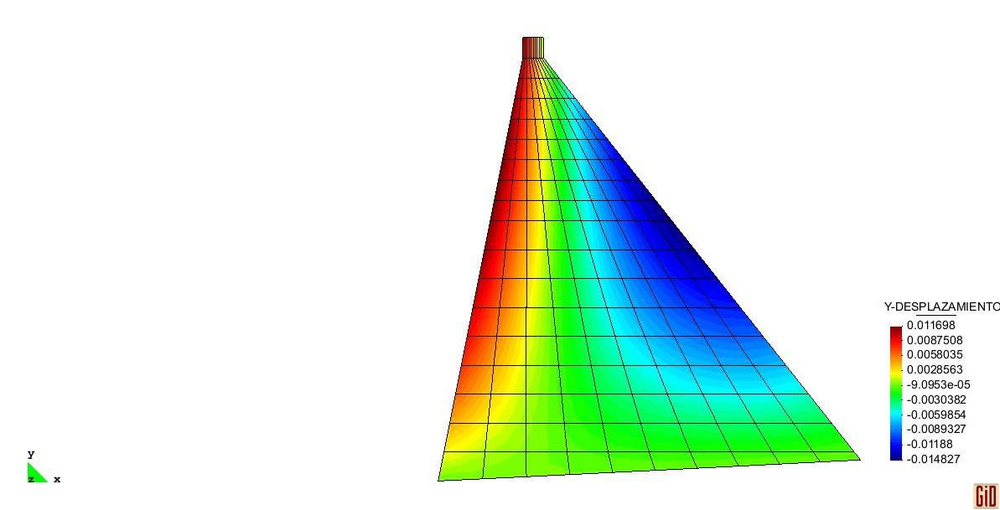 Y-DESPLAZAMIENTO
0.011698
0.0087508
0.0058035
0.0028563
-9.0953e-05
-0.0030382
-0.0059854
-0.0089327
-0.01188
-0.014827
y
z x
GiD